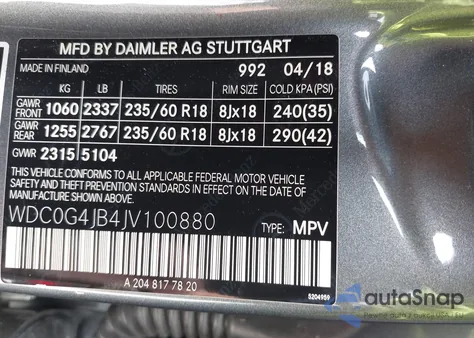 MFD BY DAIMLER AG STUTTGART
MADE IN FINLAND 992 04/18
KG LB TIRES RIM SIZE COLD KPA (PSI)
GAWR FRONT 1060 2337 235/60 R18 8Jx18 240(35)
GAWR REAR 1255 2767 235/60 R18 8Jx18 290(42)
GVWR 2315 5104
THIS VEHICLE CONFORMS TO ALL APPLICABLE FEDERAL MOTOR VEHICLE
SAFETY AND THEFT PREVENTION STANDARDS IN EFFECT ON THE DATE OF
MANUFACTURE SHOWN ABOVE.
WDC0G4JB4JV100880 TYPE: MPV
A 204 817 78 20
5204959
autoSnap